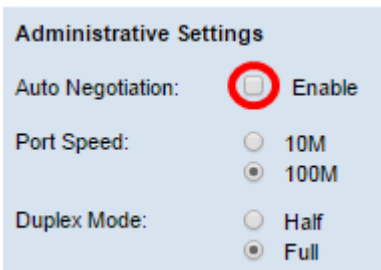 Administrative Settings
Auto Negotiation: Enable
Port Speed: 10M
100M
Duplex Mode: Half
Full